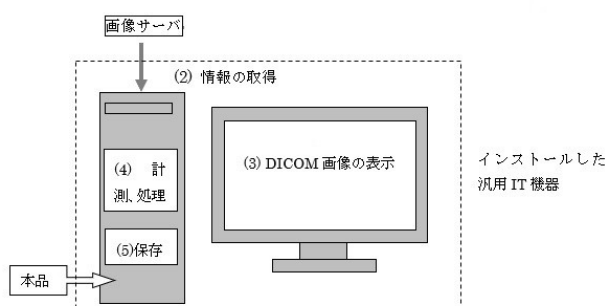 画像サーバ
(2) 情報の取得
(3) DICOM 画像の表示
(4) 計
測、処理
(5)保存
本品
インストールした
汎用 IT 機器